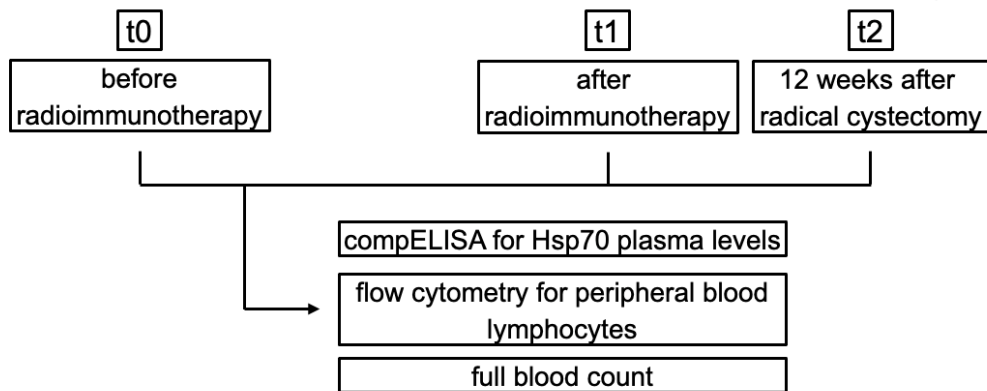 t0
before
radioimmunotherapy
t1
after
radioimmunotherapy
t2
12 weeks after
radical cystectomy
compELISA for Hsp70 plasma levels
flow cytometry for peripheral blood
lymphocytes
full blood count